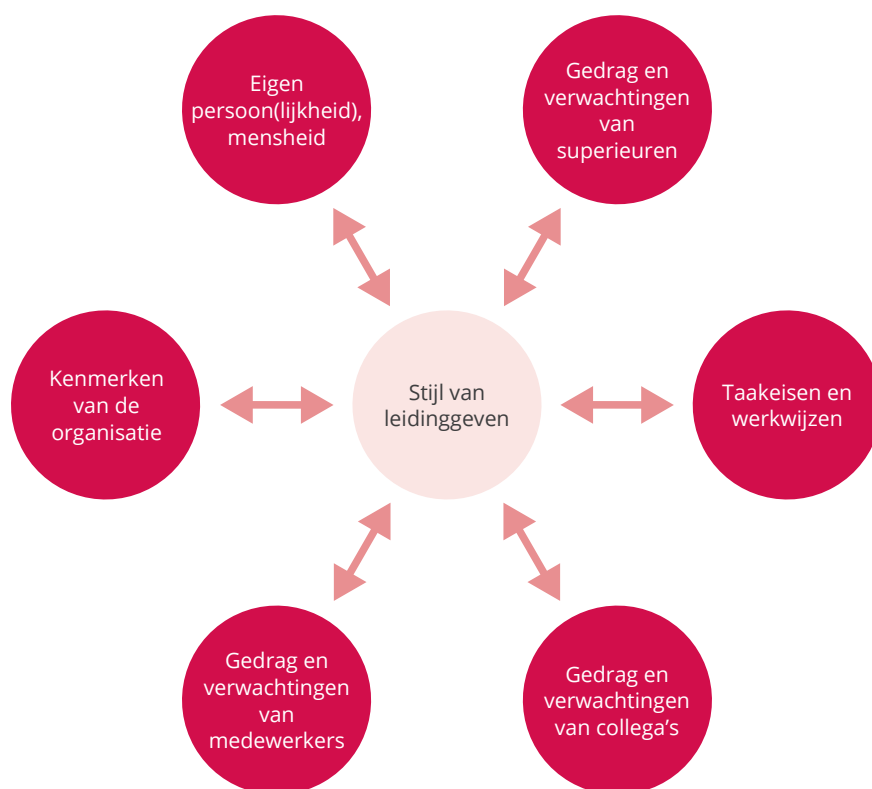 Eigen
persoon(lijkheid),
mensheid
Gedrag en
verwachtingen
van
superieuren
Kenmerken
van de
organisatie
Stijl van
leidinggeven
Taakeisen en
werkwijzen
Gedrag en
verwachtingen
van
medewerkers
Gedrag en
verwachtingen
van collega's